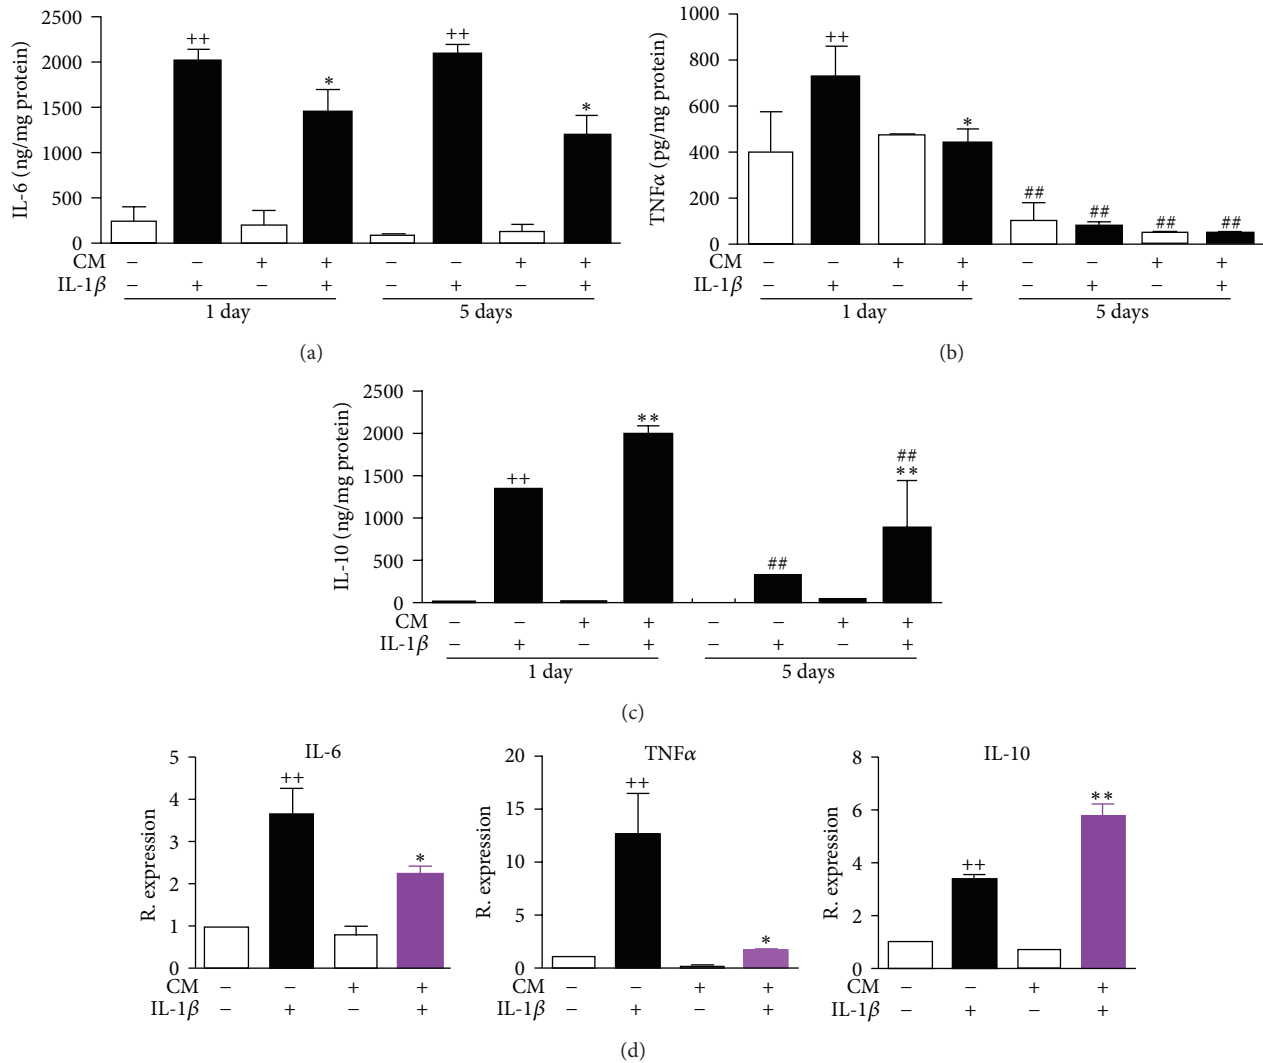 IL-6 (ng/mg protein)
2500
2000
1500
1000
500
0
++
*
++
*
CM − − + + − − + +
IL-1β − + − + − + − +
1 day 5 days
(a)
TNFα (pg/mg protein)
1000
800
600
400
200
0
++
*
##
##
##
##
CM − − + + − − + +
IL-1β − + − + − + − +
1 day 5 days
(b)
IL-10 (ng/mg protein)
2500
2000
1500
1000
500
0
++
**
##
##
**
CM − − + + − − + +
IL-1β − + − + − + − +
1 day 5 days
(c)
IL-6
R. expression
5
4
3
2
1
0
++
*
CM − − + +
IL-1β − + − +
TNFα
R. expression
20
15
10
5
0
++
*
− − + +
− + − +
IL-10
R. expression
8
6
4
2
0
++
**
CM − − + +
IL-1β − + − +
(d)